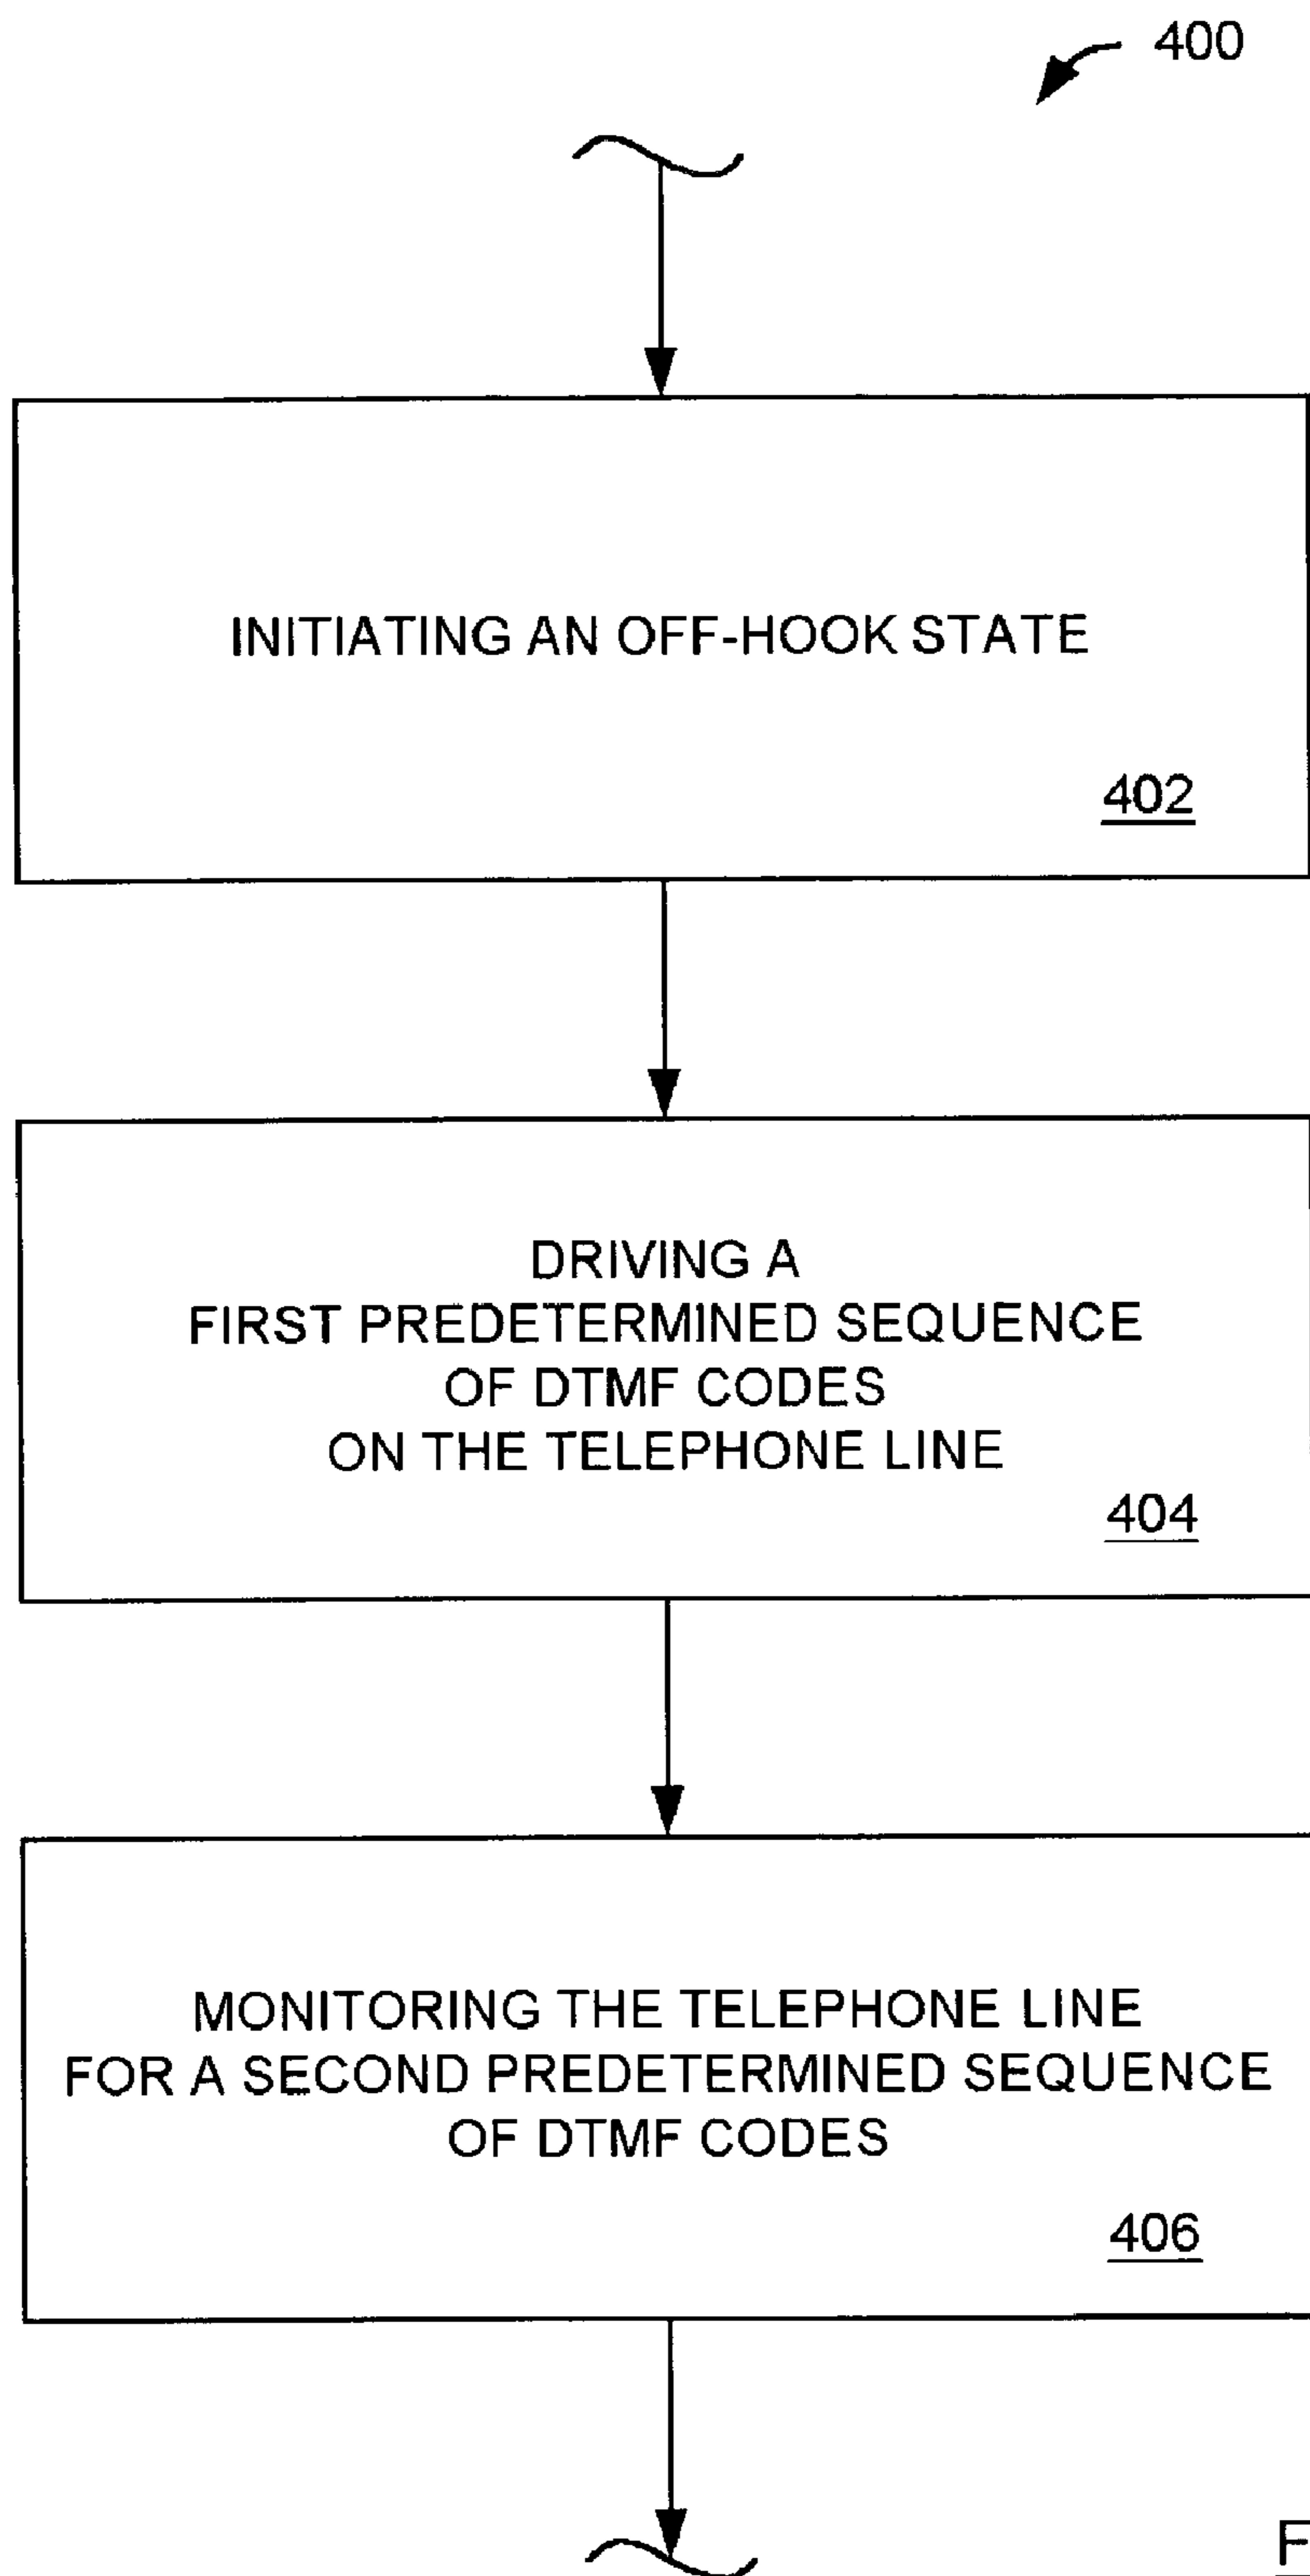 400
INITIATING AN OFF-HOOK STATE
402
DRIVING A
FIRST PREDETERMINED SEQUENCE
OF DTMF CODES
ON THE TELEPHONE LINE
404
MONITORING THE TELEPHONE LINE
FOR A SECOND PREDETERMINED SEQUENCE
OF DTMF CODES
406